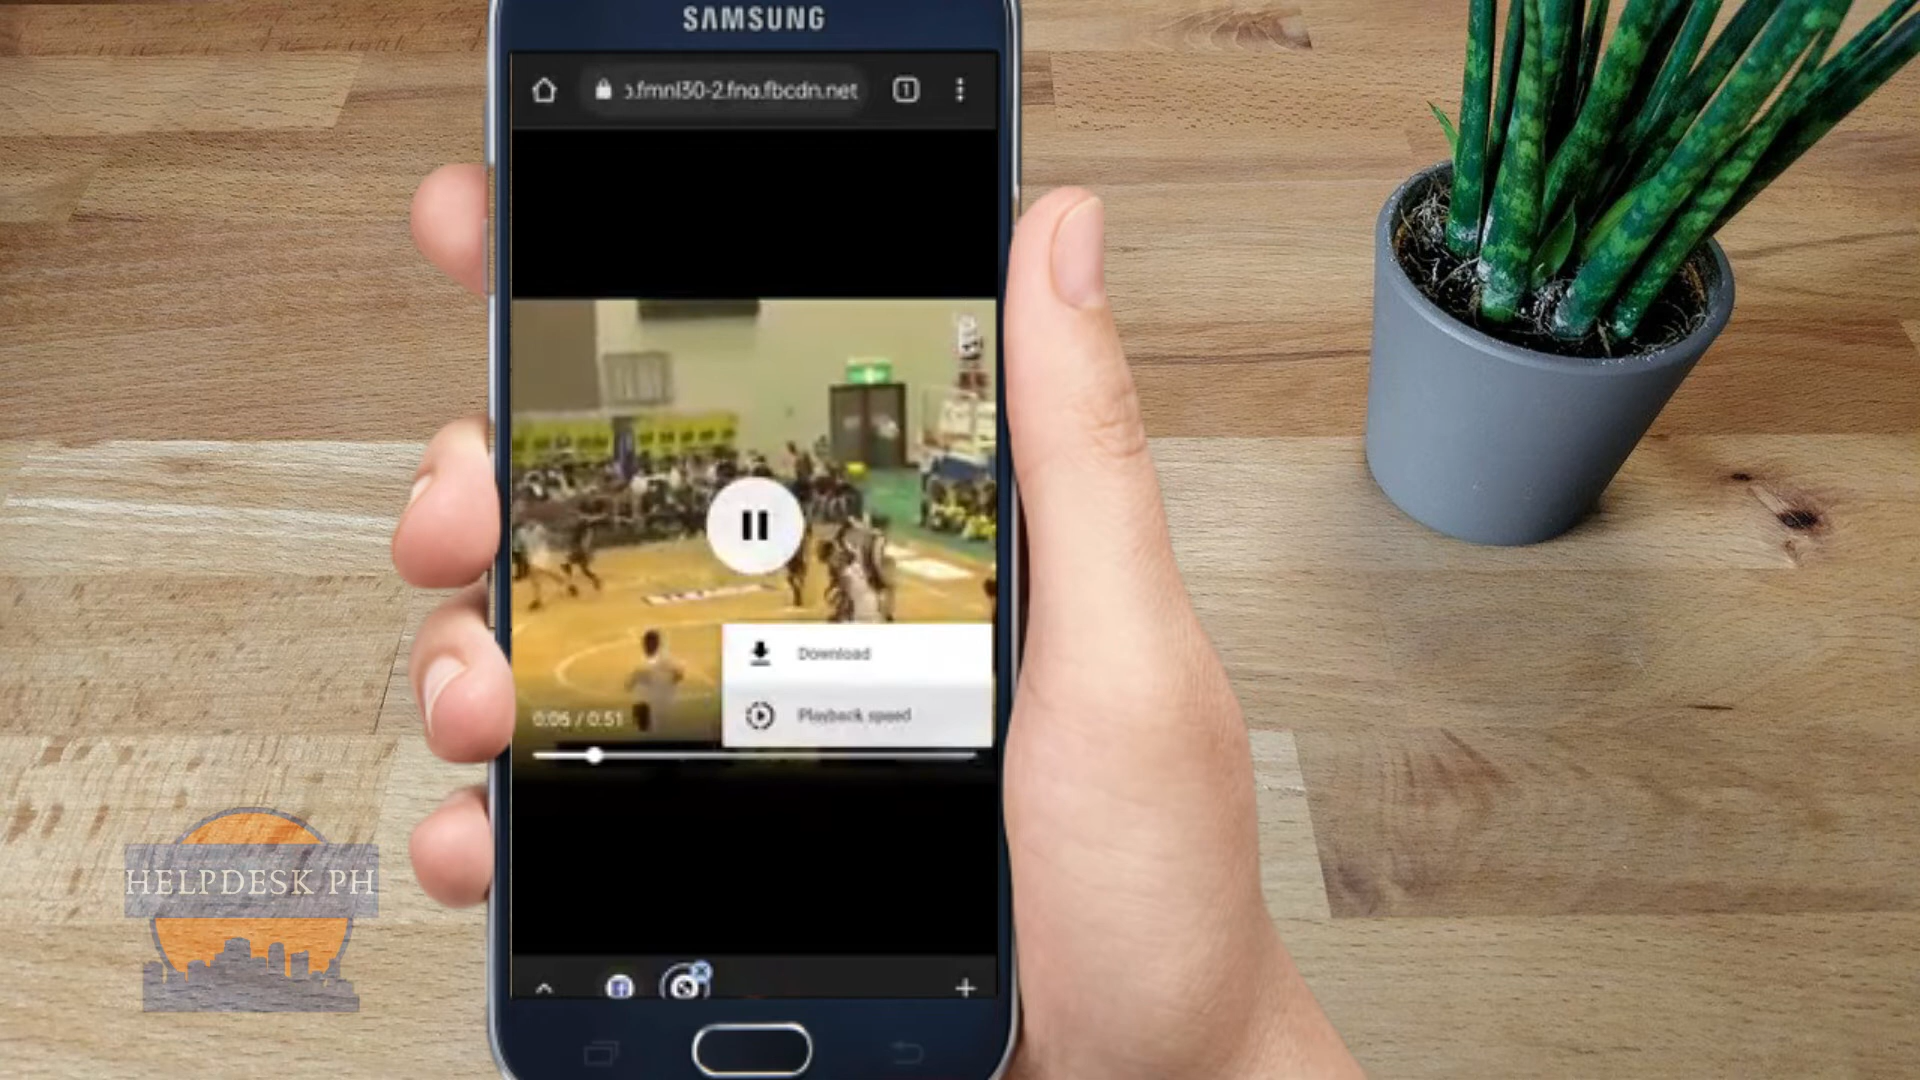 SAMSUNG
ɔ.fmnl30-2.fna.fbcdn.net
1
Download
0:06 / 0:51
Playback speed
HELPDESK PH